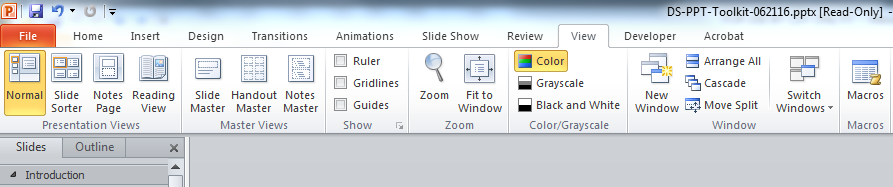 DS-PPT-Toolkit-062116.pptx [Read-Only] -
File Home Insert Design Transitions Animations Slide Show Review View Developer Acrobat
Normal Slide Sorter Notes Page Reading View
Presentation Views
Slide Master Handout Master Notes Master
Master Views
Ruler
Gridlines
Guides
Show
Zoom Fit to Window
Zoom
Color
Grayscale
Black and White
Color/Grayscale
New Window
Arrange All
Cascade
Move Split
Switch Windows
Window
Macros
Macros
Slides Outline
Introduction